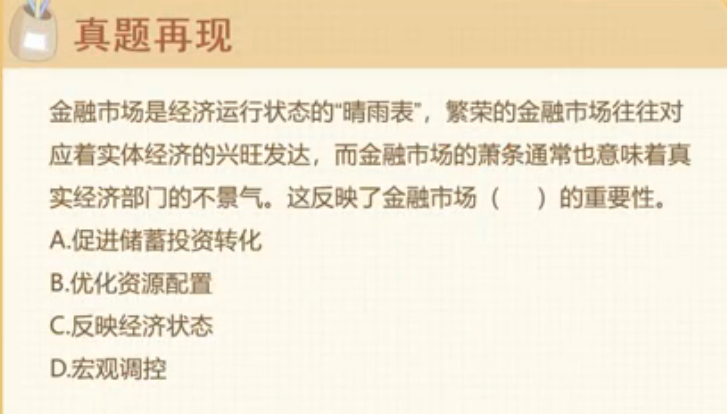 真题再现
金融市场是经济运行状态的“晴雨表”，繁荣的金融市场往往对
应着实体经济的兴旺发达，而金融市场的萧条通常也意味着真
实经济部门的不景气。这反映了金融市场（　）的重要性。
A.促进储蓄投资转化
B.优化资源配置
C.反映经济状态
D.宏观调控